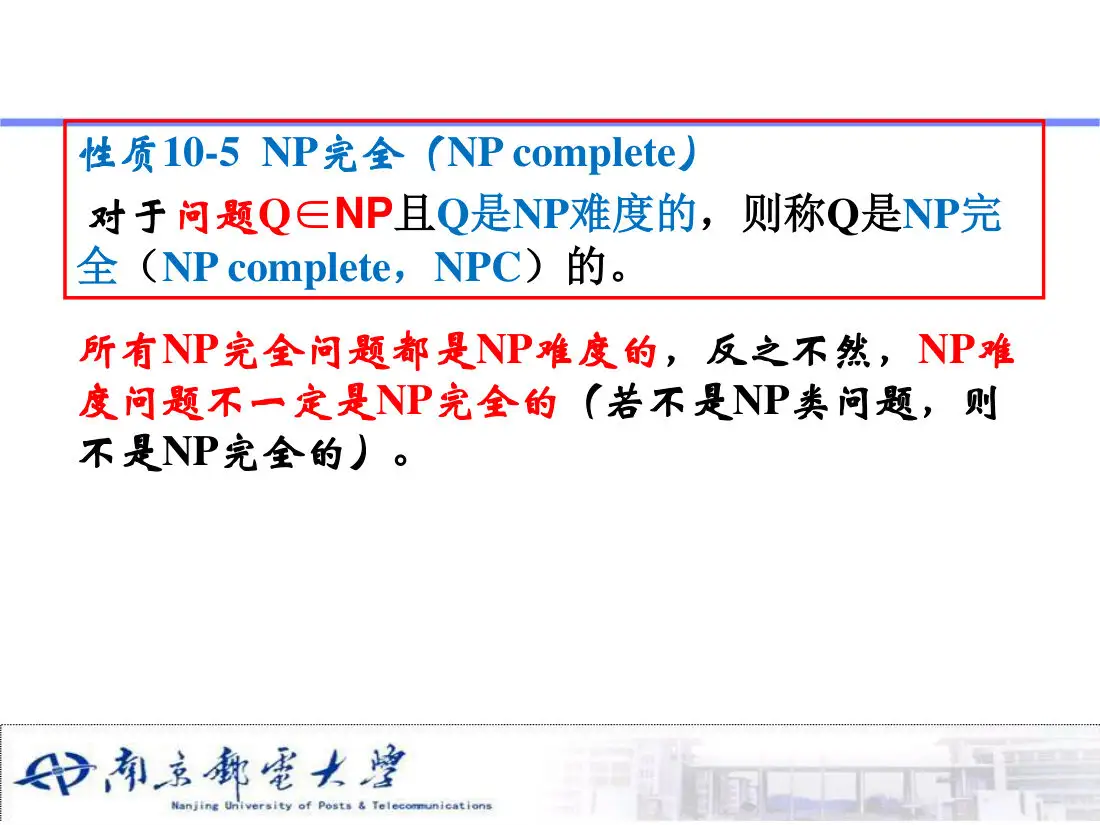 性质10-5 NP完全（NP complete）
对于问题Q∈NP且Q是NP难度的，则称Q是NP完
全（NP complete，NPC）的。
所有NP完全问题都是NP难度的，反之不然，NP难
度问题不一定是NP完全的（若不是NP类问题，则
不是NP完全的）。
南京邮电大学
Nanjing University of Posts & Telecommunications